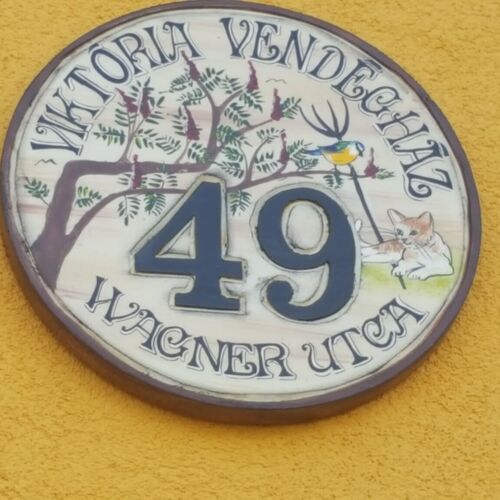 VIKTÓRIA VENDÉGHÁZ
49
WAGNER UTCA